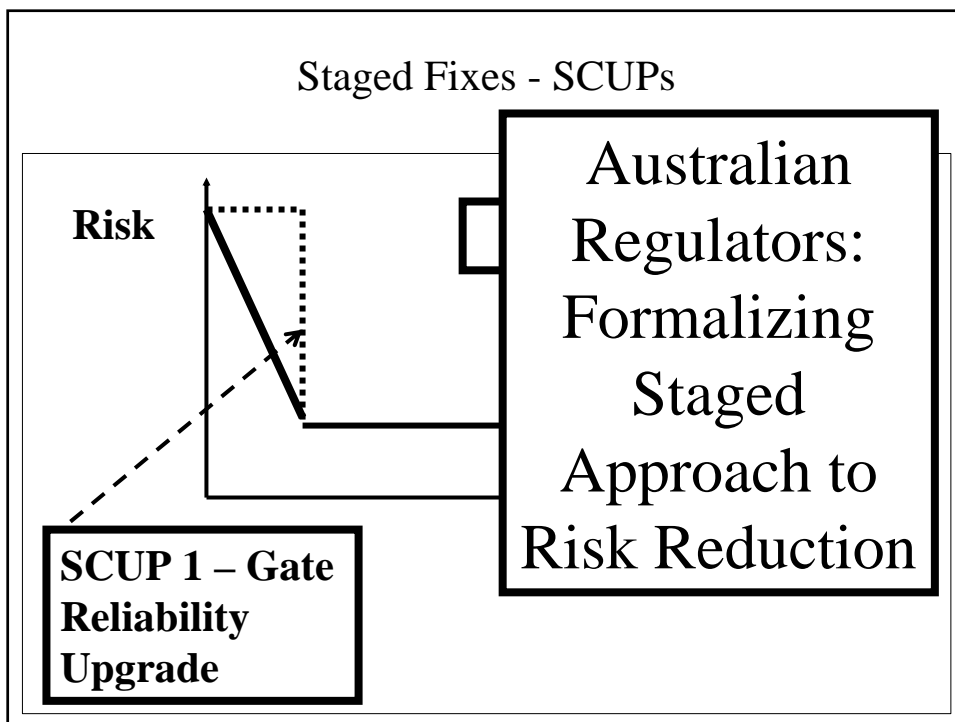 Staged Fixes - SCUPs
Risk
Australian
Regulators:
Formalizing
Staged
Approach to
Risk Reduction
SCUP 1 – Gate
Reliability
Upgrade